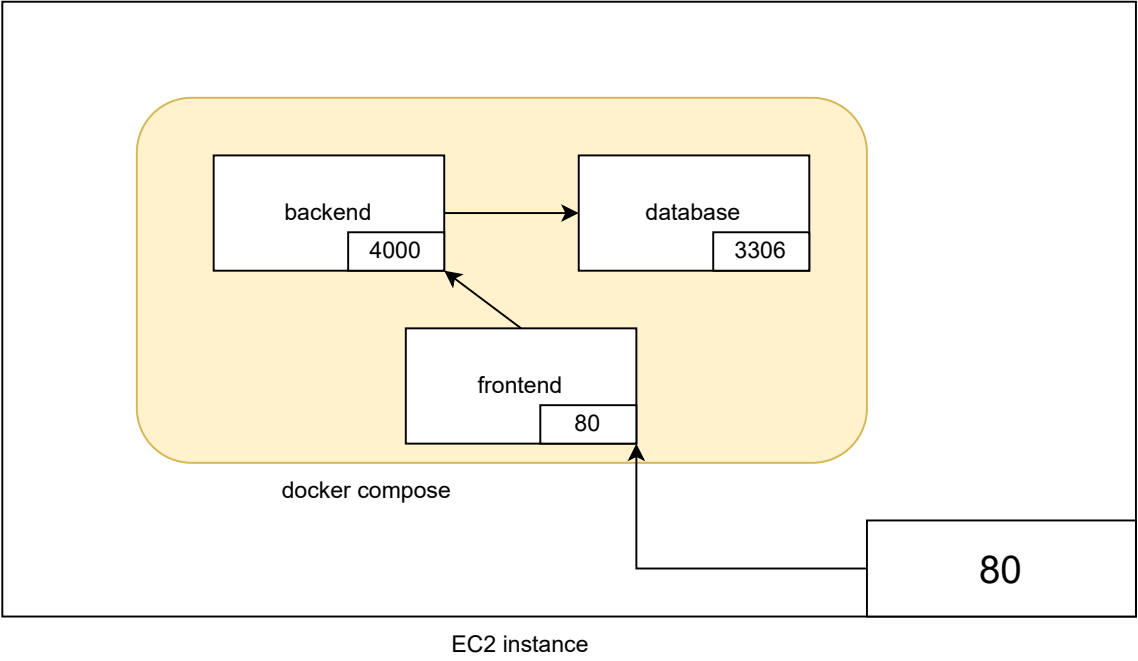 backend
4000
database
3306
frontend
80
docker compose
80
EC2 instance